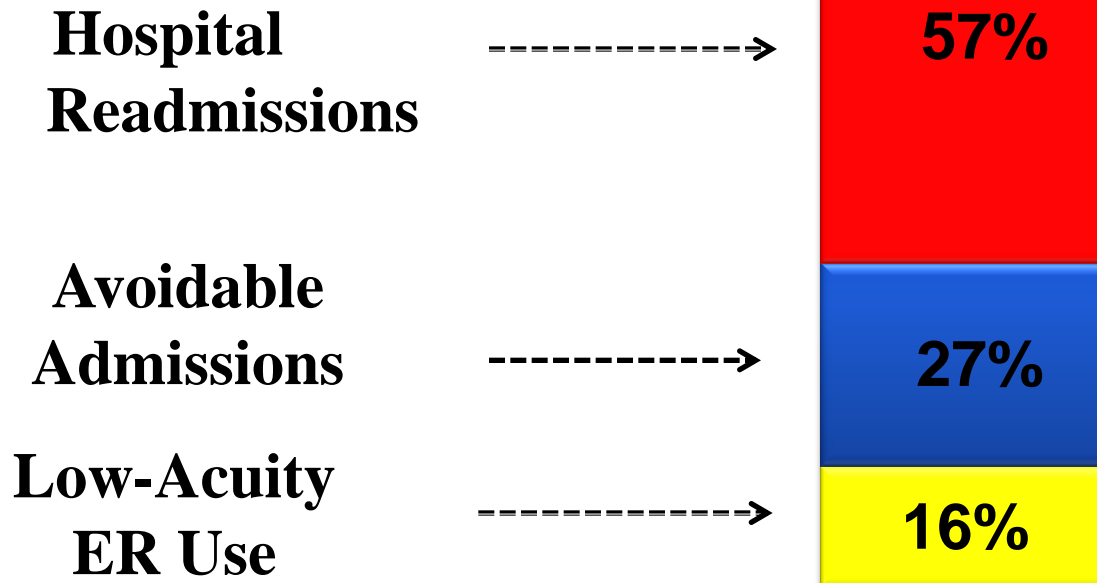 Hospital
Readmissions
57%
Avoidable
Admissions
27%
Low-Acuity
ER Use
16%